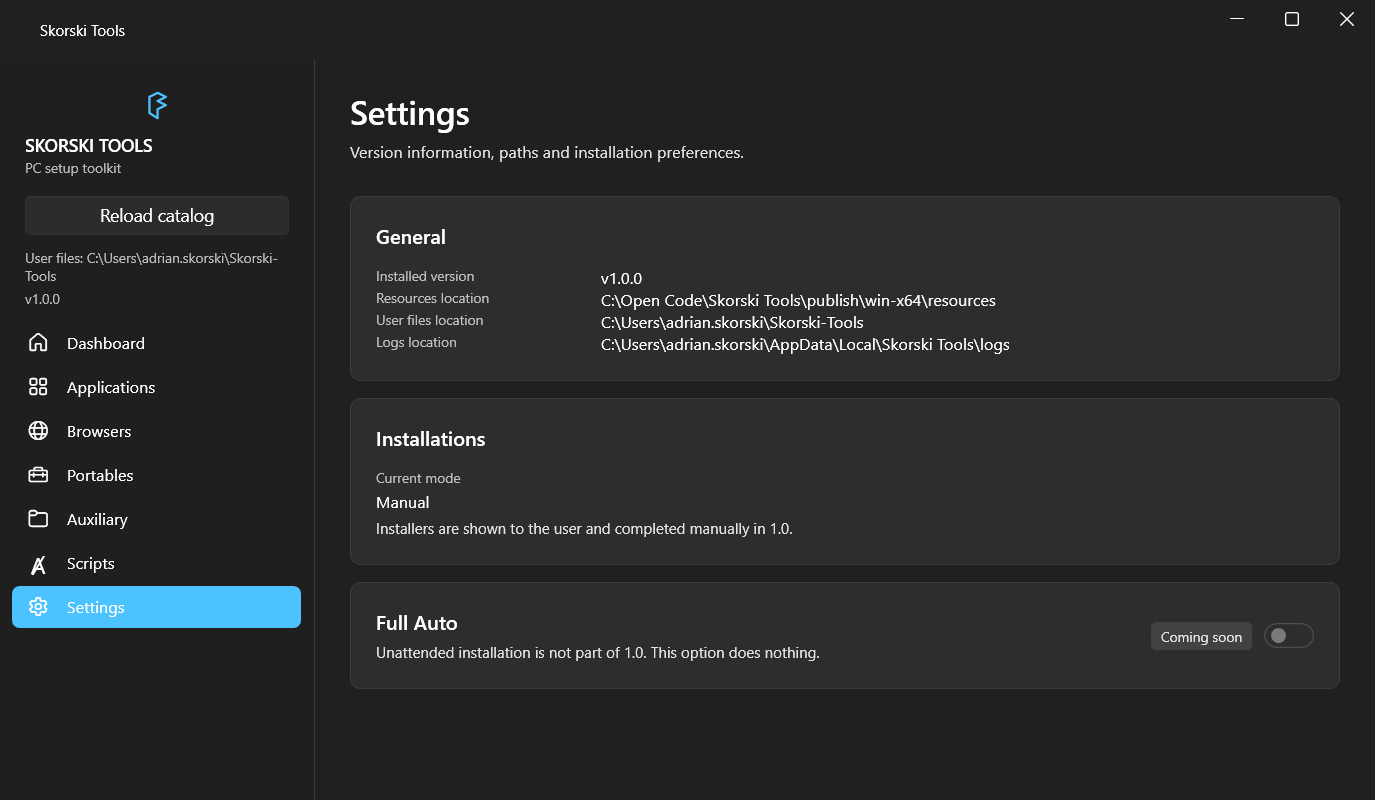 Skorski Tools
SKORSKI TOOLS
PC setup toolkit
Reload catalog
User files: C:\Users\adrian.skorski\Skorski-
Tools
v1.0.0
Dashboard
Applications
Browsers
Portables
Auxiliary
Scripts
Settings
Settings
Version information, paths and installation preferences.
General
Installed version v1.0.0
Resources location C:\Open Code\Skorski Tools\publish\win-x64\resources
User files location C:\Users\adrian.skorski\Skorski-Tools
Logs location C:\Users\adrian.skorski\AppData\Local\Skorski Tools\logs
Installations
Current mode
Manual
Installers are shown to the user and completed manually in 1.0.
Full Auto
Unattended installation is not part of 1.0. This option does nothing.
Coming soon